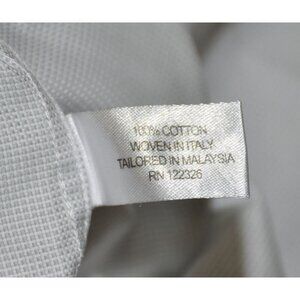 100% COTTON
WOVEN IN ITALY
TAILORED IN MALAYSIA
RN 122326